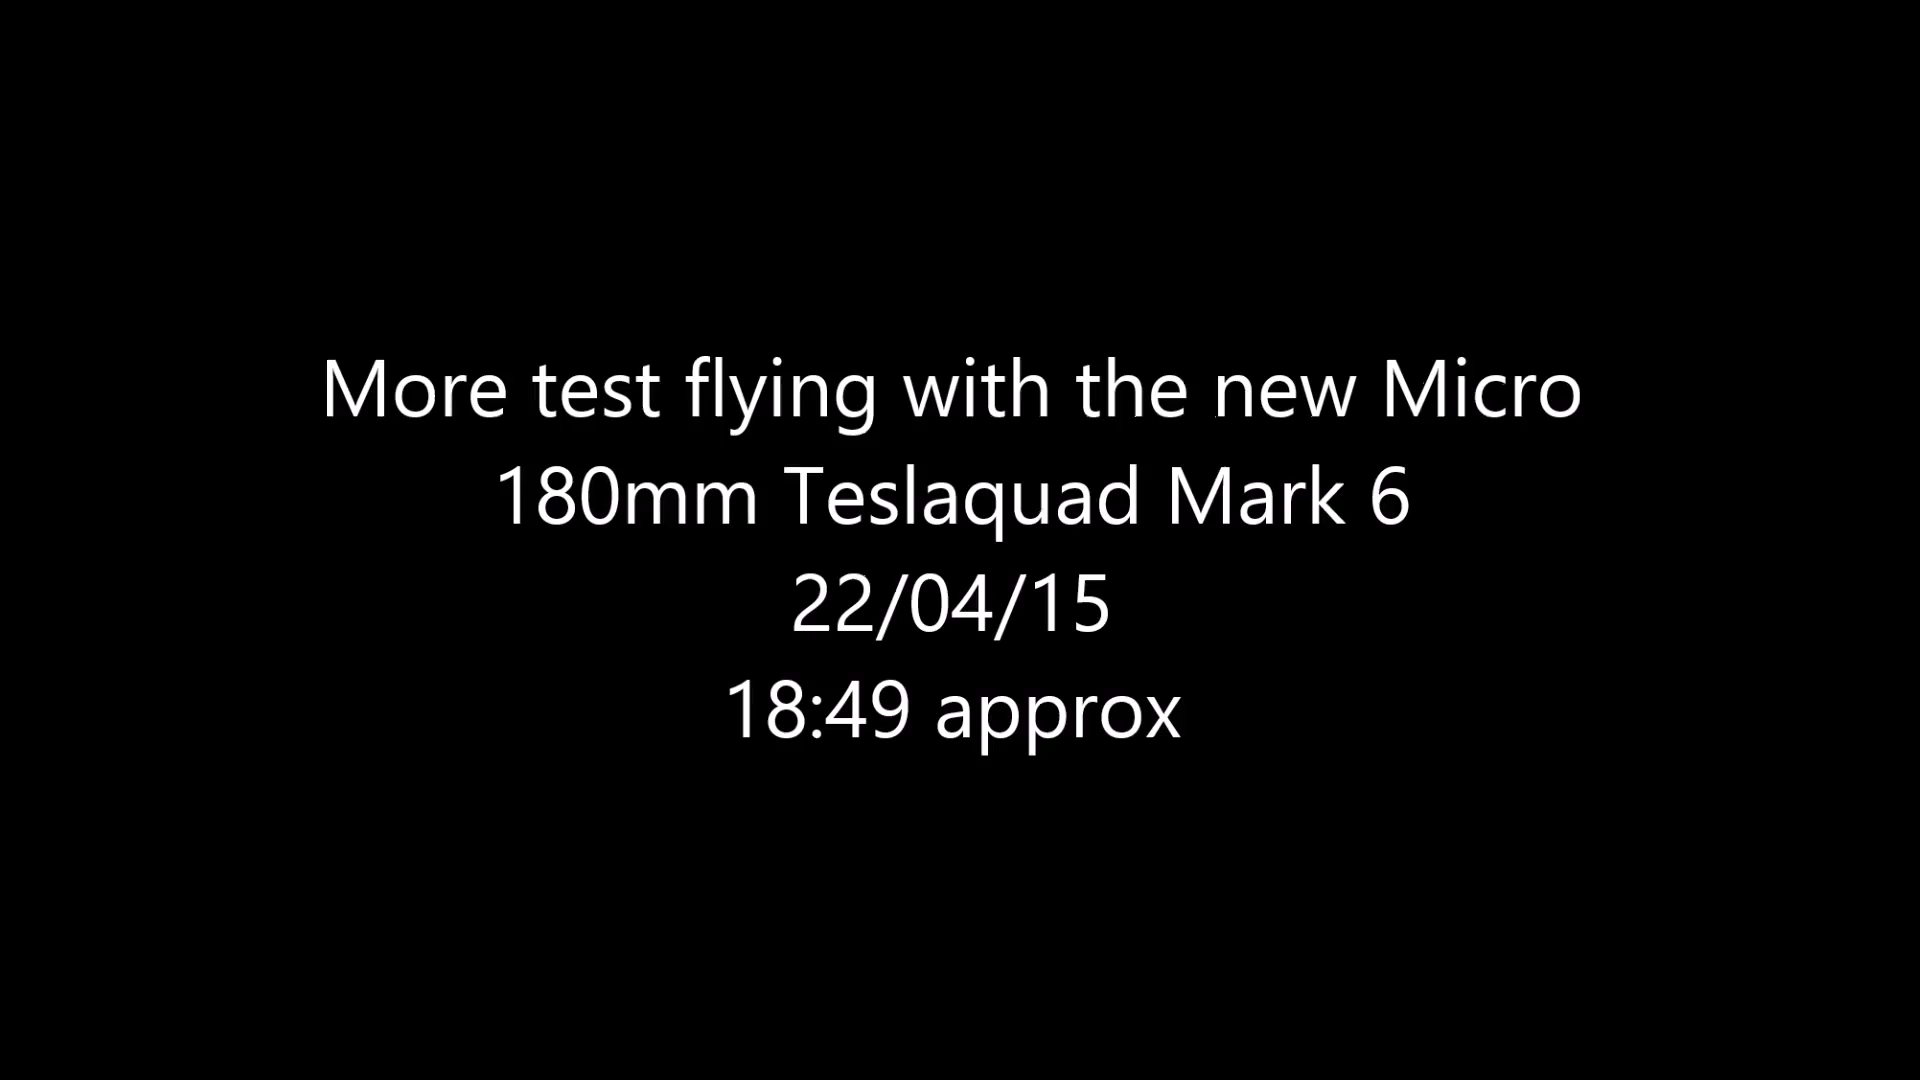 More test flying with the new Micro
180mm Teslaquad Mark 6
22/04/15
18:49 approx